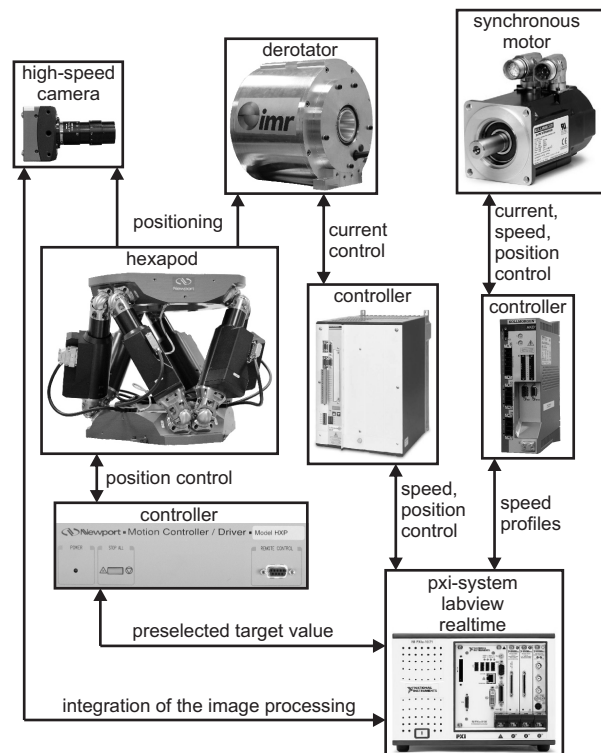 synchronous
motor
derotator
high-speed
camera
imr
positioning
current
control
current,
speed,
position
control
hexapod
Newport
controller
controller
position control
speed,
position
control
speed
profiles
controller
Newport • Motion Controller / Driver • Model HXP
POWER
STOP ALL
REMOTE CONTROL
pxi-system
labview
realtime
preselected target value
NATIONAL
INSTRUMENTS
integration of the image processing
PXI